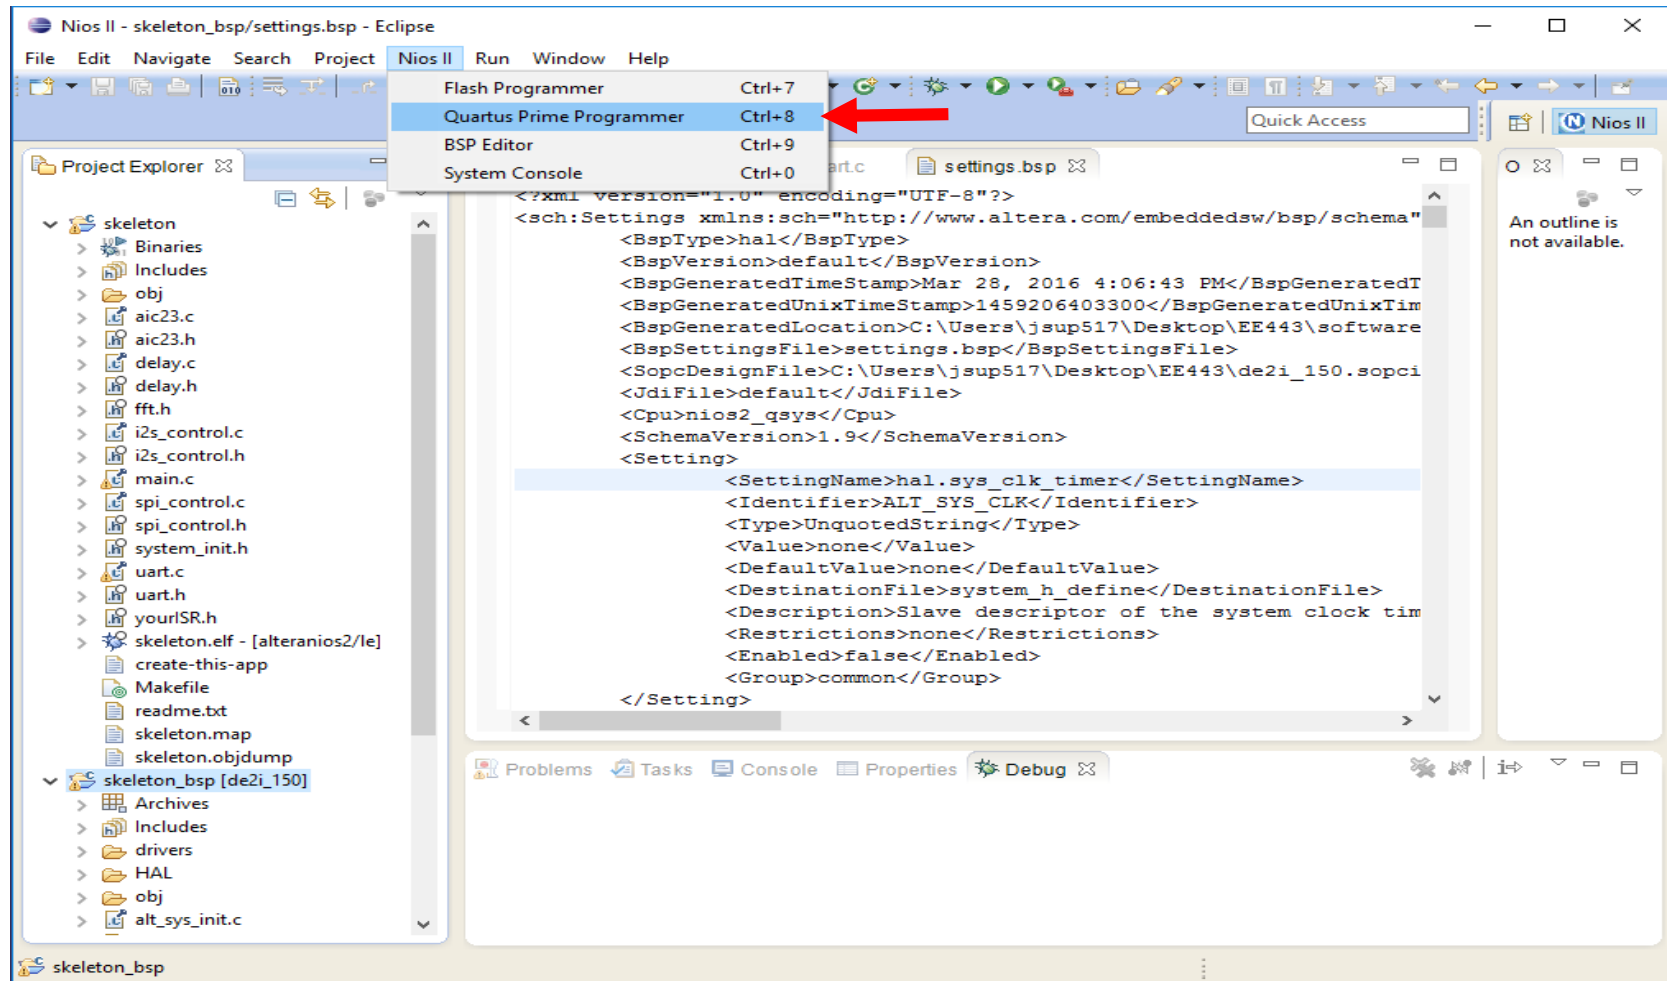 Nios II - skeleton_bsp/settings.bsp - Eclipse
File Edit Navigate Search Project Nios II Run Window Help
Flash Programmer Ctrl+7
Quartus Prime Programmer Ctrl+8
BSP Editor Ctrl+9
System Console Ctrl+0
Quick Access
Nios II
Project Explorer
skeleton
Binaries
Includes
obj
aic23.c
aic23.h
delay.c
delay.h
fft.h
i2s_control.c
i2s_control.h
main.c
spi_control.c
spi_control.h
system_init.h
uart.c
uart.h
yourISR.h
skeleton.elf - [alteranios2/le]
create-this-app
Makefile
readme.txt
skeleton.map
skeleton.objdump
skeleton_bsp [de2i_150]
Archives
Includes
drivers
HAL
obj
alt_sys_init.c
art.c
settings.bsp
<?xml version="1.0" encoding="UTF-8"?>
<sch:Settings xmlns:sch="http://www.altera.com/embeddedsw/bsp/schema"
<BspType>hal</BspType>
<BspVersion>default</BspVersion>
<BspGeneratedTimeStamp>Mar 28, 2016 4:06:43 PM</BspGeneratedT
<BspGeneratedUnixTimeStamp>1459206403300</BspGeneratedUnixTim
<BspGeneratedLocation>C:\Users\jsup517\Desktop\EE443\software
<BspSettingsFile>settings.bsp</BspSettingsFile>
<SopcDesignFile>C:\Users\jsup517\Desktop\EE443\de2i_150.sopci
<JdiFile>default</JdiFile>
<Cpu>nios2_qsys</Cpu>
<SchemaVersion>1.9</SchemaVersion>
<Setting>
<SettingName>hal.sys_clk_timer</SettingName>
<Identifier>ALT_SYS_CLK</Identifier>
<Type>UnquotedString</Type>
<Value>none</Value>
<DefaultValue>none</DefaultValue>
<DestinationFile>system_h_define</DestinationFile>
<Description>Slave descriptor of the system clock tim
<Restrictions>none</Restrictions>
<Enabled>false</Enabled>
<Group>common</Group>
</Setting>
O
An outline is
not available.
Problems Tasks Console Properties Debug
skeleton_bsp